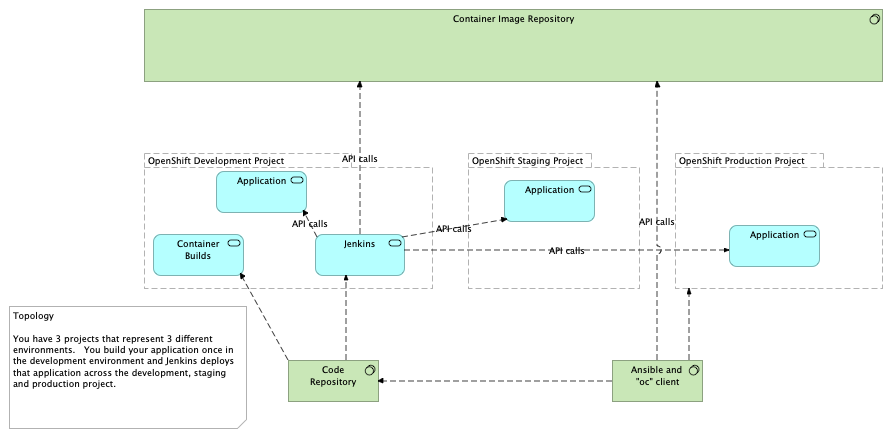 Container Image Repository
API calls
OpenShift Development Project
OpenShift Staging Project
OpenShift Production Project
Application
Application
API calls
API calls
API calls
Application
Container
Builds
Jenkins
API calls
Topology
You have 3 projects that represent 3 different
environments.   You build your application once in
the development environment and Jenkins deploys
that application across the development, staging
and production project.
Code
Repository
Ansible and
"oc" client